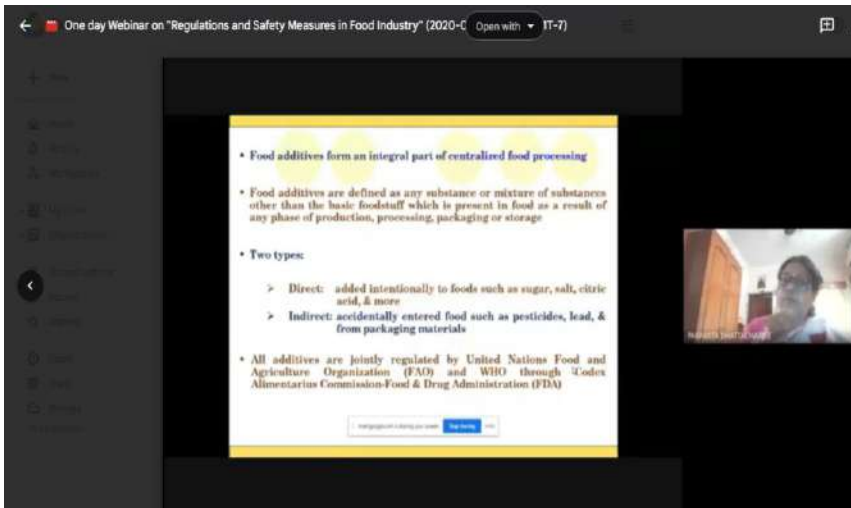 One day Webinar on "Regulations and Safety Measures in Food Industry" (2020-0
Open with
IT-7)
• Food additives form an integral part of centralized food processing
• Food additives are defined as any substance or mixture of substances
other than the basic foodstuff which is present in food as a result of
any phase of production, processing, packaging or storage
• Two types:
➢ Direct: added intentionally to foods such as sugar, salt, citric
acid, & more
➢ Indirect: accidentally entered food such as pesticides, lead, &
from packaging materials
• All additives are jointly regulated by United Nations Food and
Agriculture Organization (FAO) and WHO through Codex
Alimentarius Commission-Food & Drug Administration (FDA)
Stop sharing